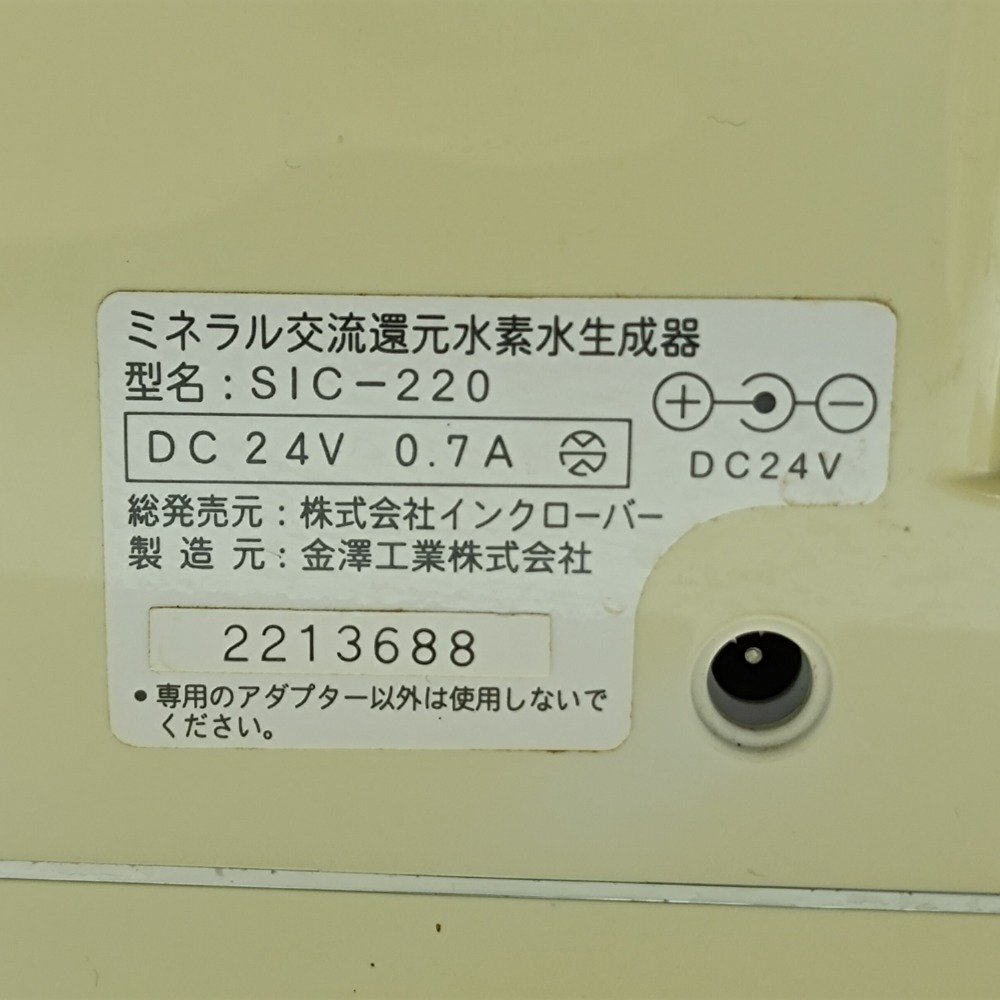 ミネラル交流還元水素水生成器
型名：SIC－220
DC 24V 0.7A
DC24V
総発売元：株式会社インクローバー
製造元：金澤工業株式会社
2213688
●専用のアダプター以外は使用しないで
ください。